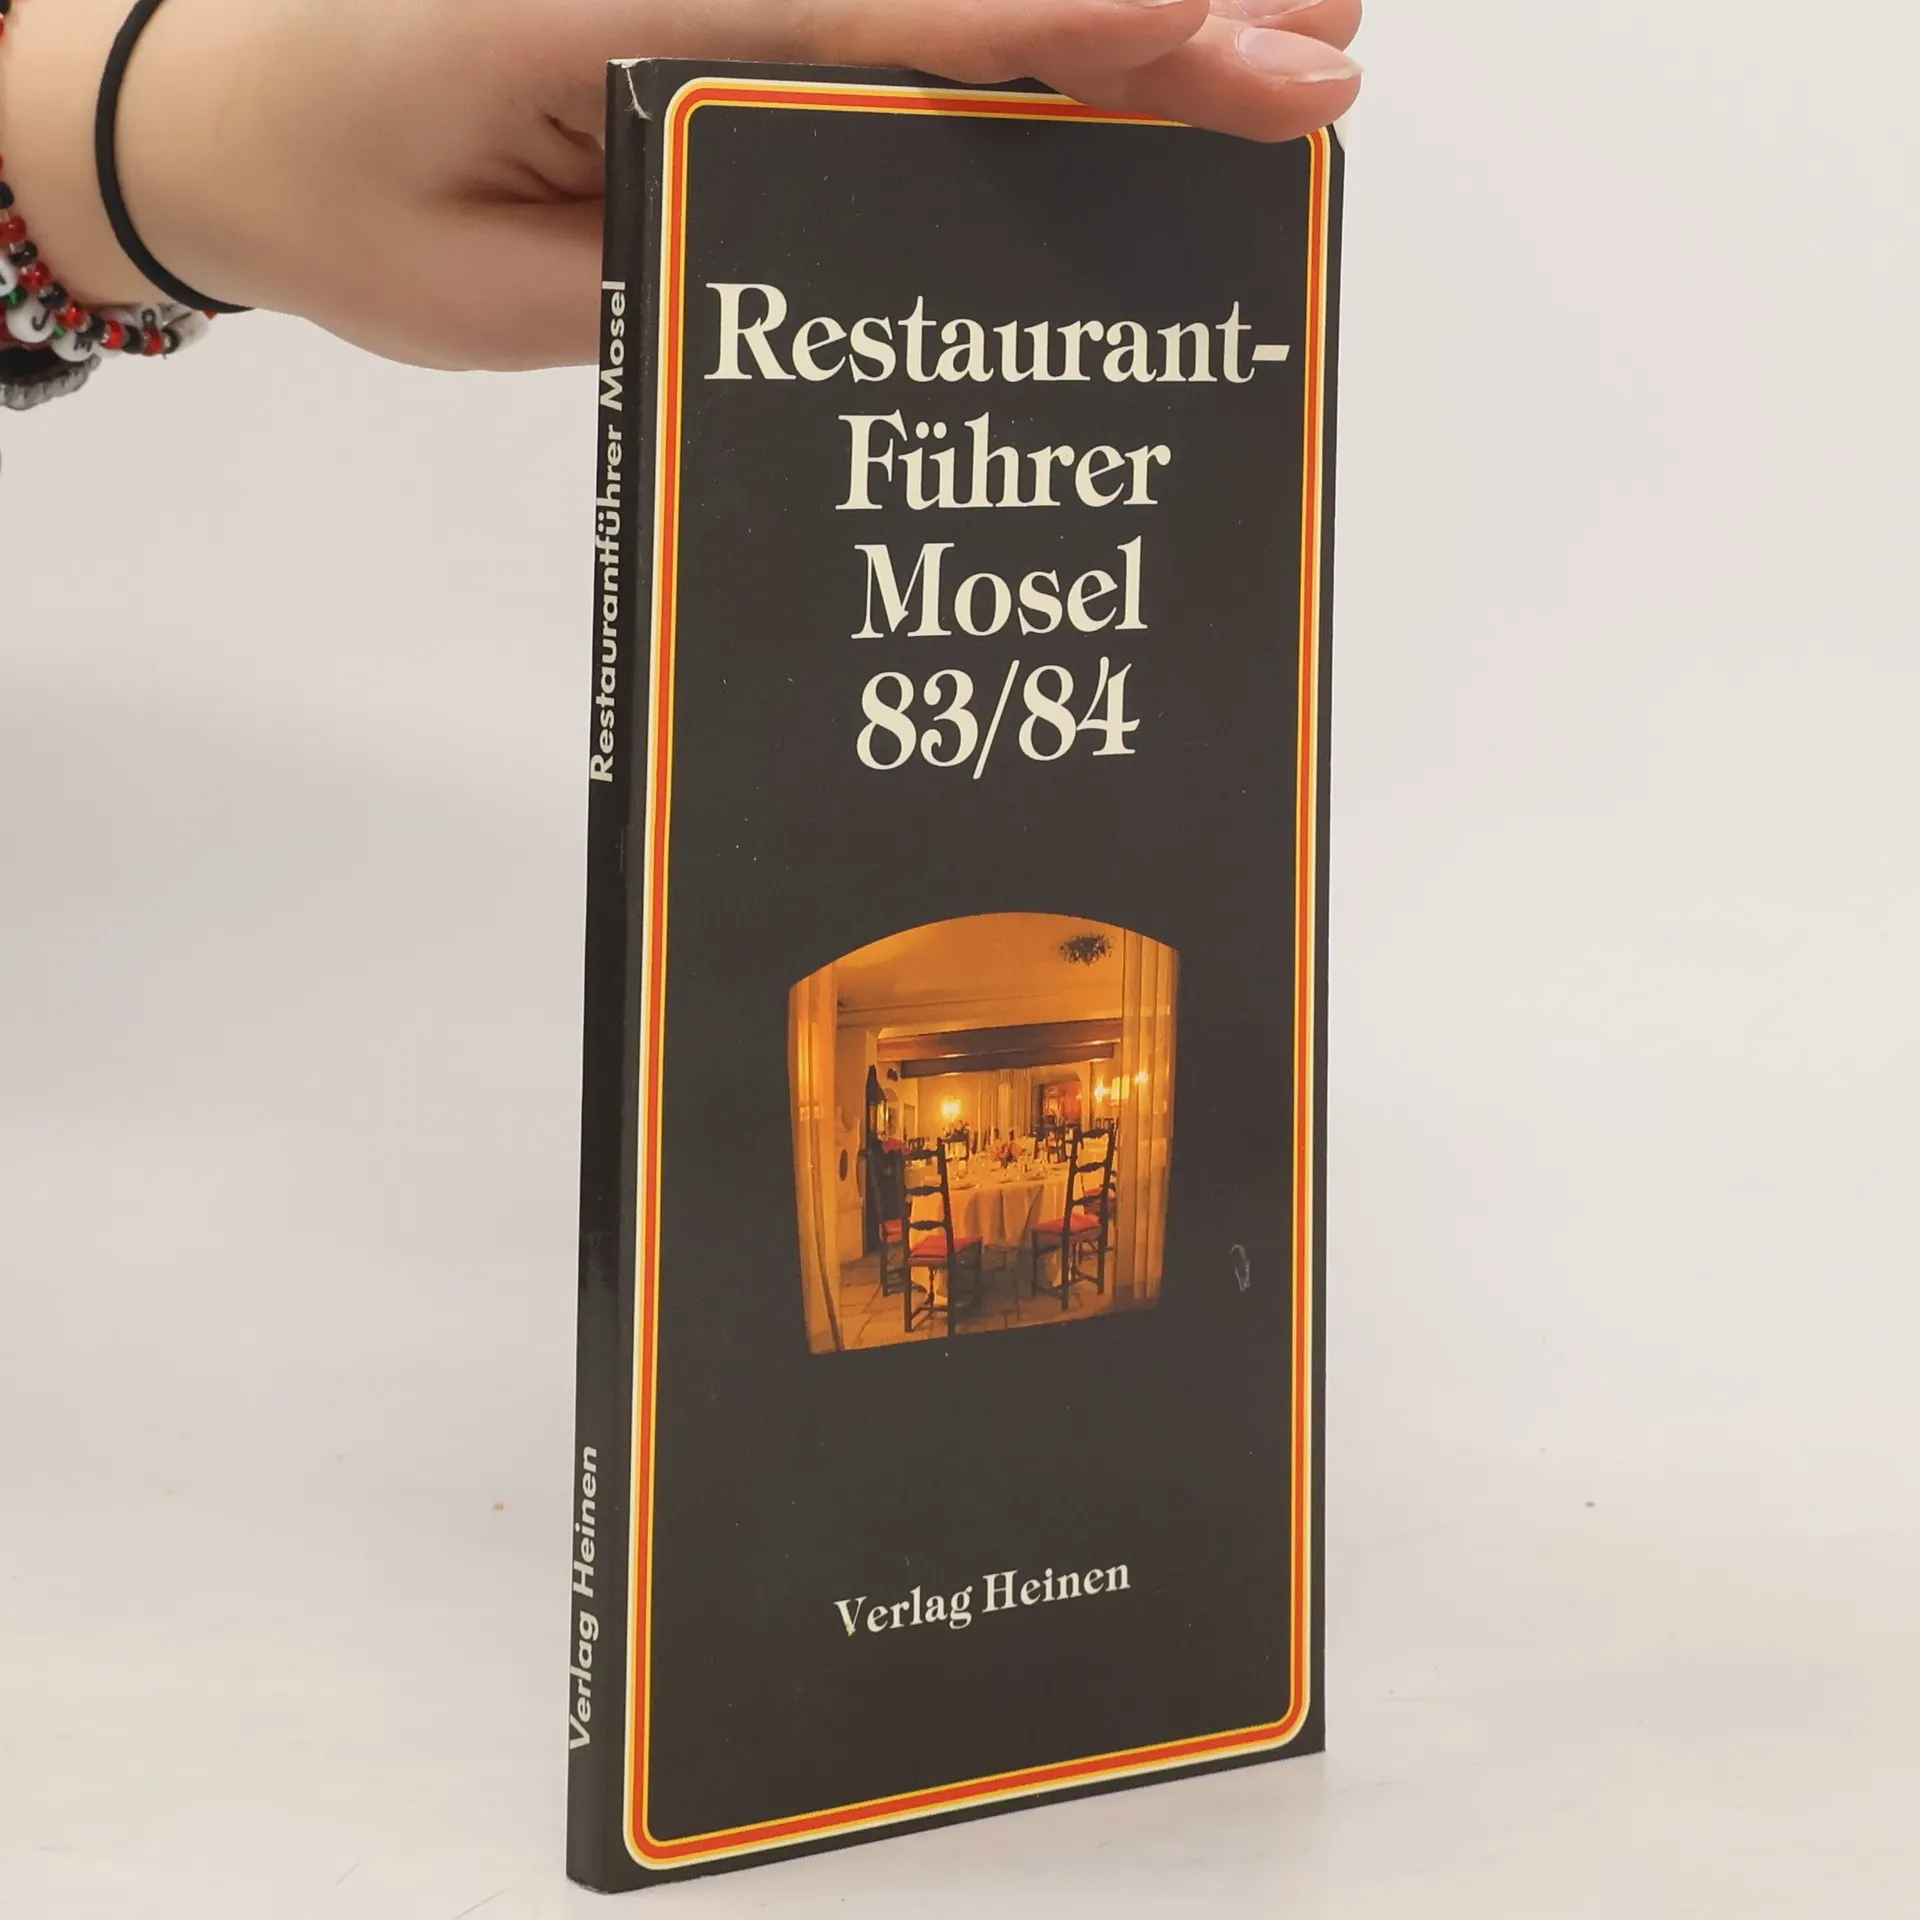 Restaurant-
Führer
Mosel
83/84
Verlag Heinen
Restaurantführer Mosel
Verlag Heinen